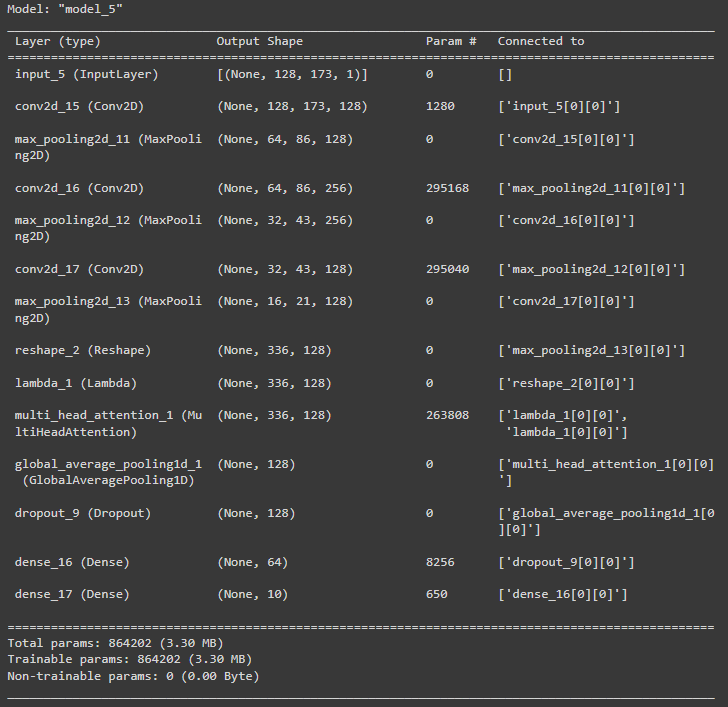 Model: "model_5"
Layer (type) Output Shape Param # Connected to
input_5 (InputLayer) [(None, 128, 173, 1)] 0 []
conv2d_15 (Conv2D) (None, 128, 173, 128) 1280 ['input_5[0][0]']
max_pooling2d_11 (MaxPooli (None, 64, 86, 128) 0 ['conv2d_15[0][0]']
ng2D)
conv2d_16 (Conv2D) (None, 64, 86, 256) 295168 ['max_pooling2d_11[0][0]']
max_pooling2d_12 (MaxPooli (None, 32, 43, 256) 0 ['conv2d_16[0][0]']
ng2D)
conv2d_17 (Conv2D) (None, 32, 43, 128) 295040 ['max_pooling2d_12[0][0]']
max_pooling2d_13 (MaxPooli (None, 16, 21, 128) 0 ['conv2d_17[0][0]']
ng2D)
reshape_2 (Reshape) (None, 336, 128) 0 ['max_pooling2d_13[0][0]']
lambda_1 (Lambda) (None, 336, 128) 0 ['reshape_2[0][0]']
multi_head_attention_1 (Mu (None, 336, 128) 263808 ['lambda_1[0][0]',
ltiHeadAttention) 'lambda_1[0][0]']
global_average_pooling1d_1 (None, 128) 0 ['multi_head_attention_1[0][0]
(GlobalAveragePooling1D) ']
dropout_9 (Dropout) (None, 128) 0 ['global_average_pooling1d_1[0
][0]']
dense_16 (Dense) (None, 64) 8256 ['dropout_9[0][0]']
dense_17 (Dense) (None, 10) 650 ['dense_16[0][0]']
Total params: 864202 (3.30 MB)
Trainable params: 864202 (3.30 MB)
Non-trainable params: 0 (0.00 Byte)